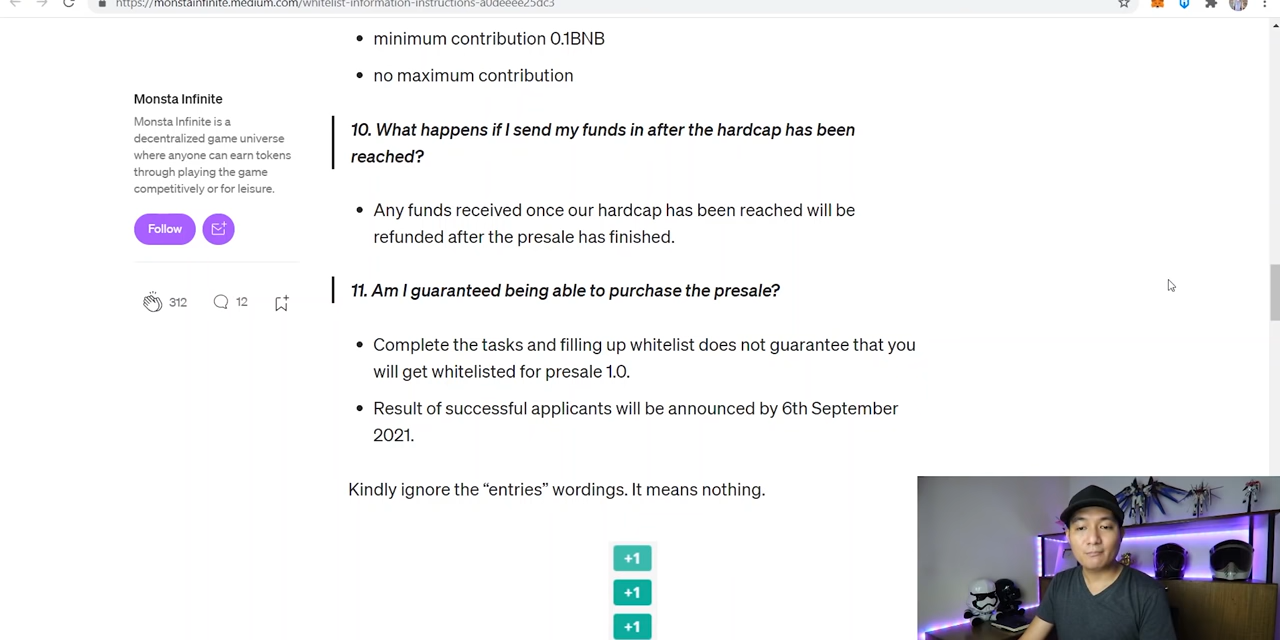 https://monstainfinite.medium.com/whitelist-information-instructions-a0deeee25dc3
minimum contribution 0.1BNB
no maximum contribution
Monsta Infinite
Monsta Infinite is a
decentralized game universe
where anyone can earn tokens
through playing the game
competitively or for leisure.
Follow
312
12
10. What happens if I send my funds in after the hardcap has been
reached?
Any funds received once our hardcap has been reached will be
refunded after the presale has finished.
11. Am I guaranteed being able to purchase the presale?
Complete the tasks and filling up whitelist does not guarantee that you
will get whitelisted for presale 1.0.
Result of successful applicants will be announced by 6th September
2021.
Kindly ignore the “entries” wordings. It means nothing.
+1
+1
+1